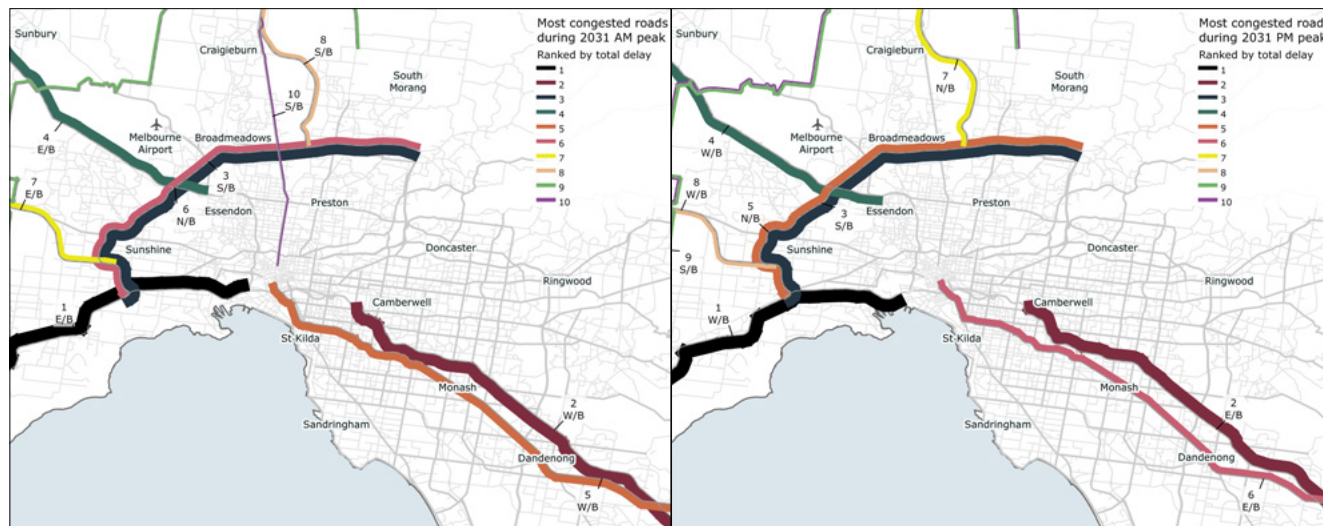 Sunbury
Craigieburn
8
S/B
South
Morang
10
S/B
4
E/B
Melbourne
Airport
Broadmeadows
3
S/B
7
E/B
6
N/B
Essendon
Preston
Sunshine
Doncaster
Ringwood
1
E/B
Camberwell
St Kilda
Monash
2
W/B
Sandringham
Dandenong
5
W/B
Most congested roads
during 2031 AM peak
Ranked by total delay
1
2
3
4
5
6
7
8
9
10
Sunbury
Craigieburn
7
N/B
South
Morang
4
W/B
Melbourne
Airport
Broadmeadows
8
W/B
5
N/B
3
S/B
Essendon
Preston
Sunshine
9
S/B
Doncaster
Ringwood
1
W/B
Camberwell
St Kilda
Monash
2
E/B
Sandringham
Dandenong
6
E/B
Most congested roads
during 2031 PM peak
Ranked by total delay
1
2
3
4
5
6
7
8
9
10